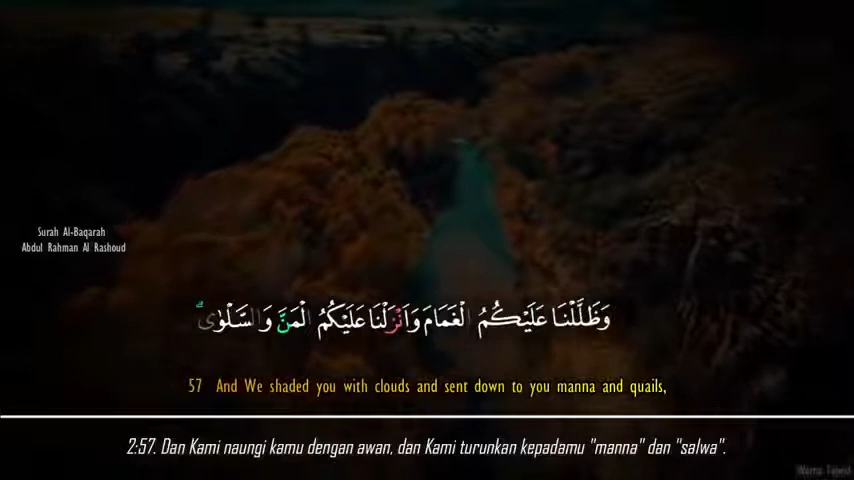 Surah Al-Baqarah
Abdul Rahman Al Rashoud
وَظَلَّلْنَا عَلَيْكُمُ الْغَمَامَ وَاَنْزَلْنَا عَلَيْكُمُ الْمَنَّ وَالسَّلْوٰىۗ
57 And We shaded you with clouds and sent down to you manna and quails,
2:57. Dan Kami naungi kamu dengan awan, dan Kami turunkan kepadamu "manna" dan "salwa".
Warna Tajwid